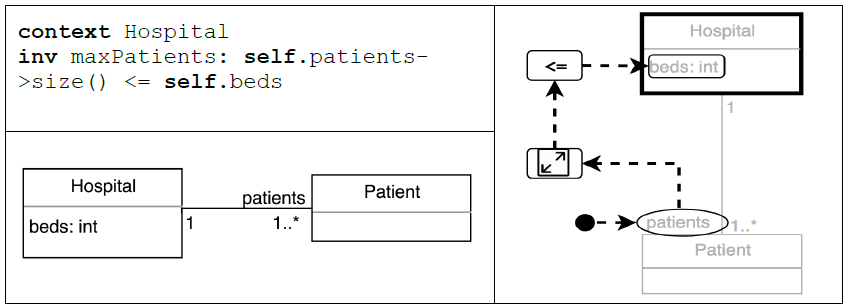 context Hospital
inv maxPatients: self.patients-
>size() <= self.beds
Hospital
beds: int
patients
1
1..*
Patient
Hospital
<=
beds: int
1
patients
1..*
Patient